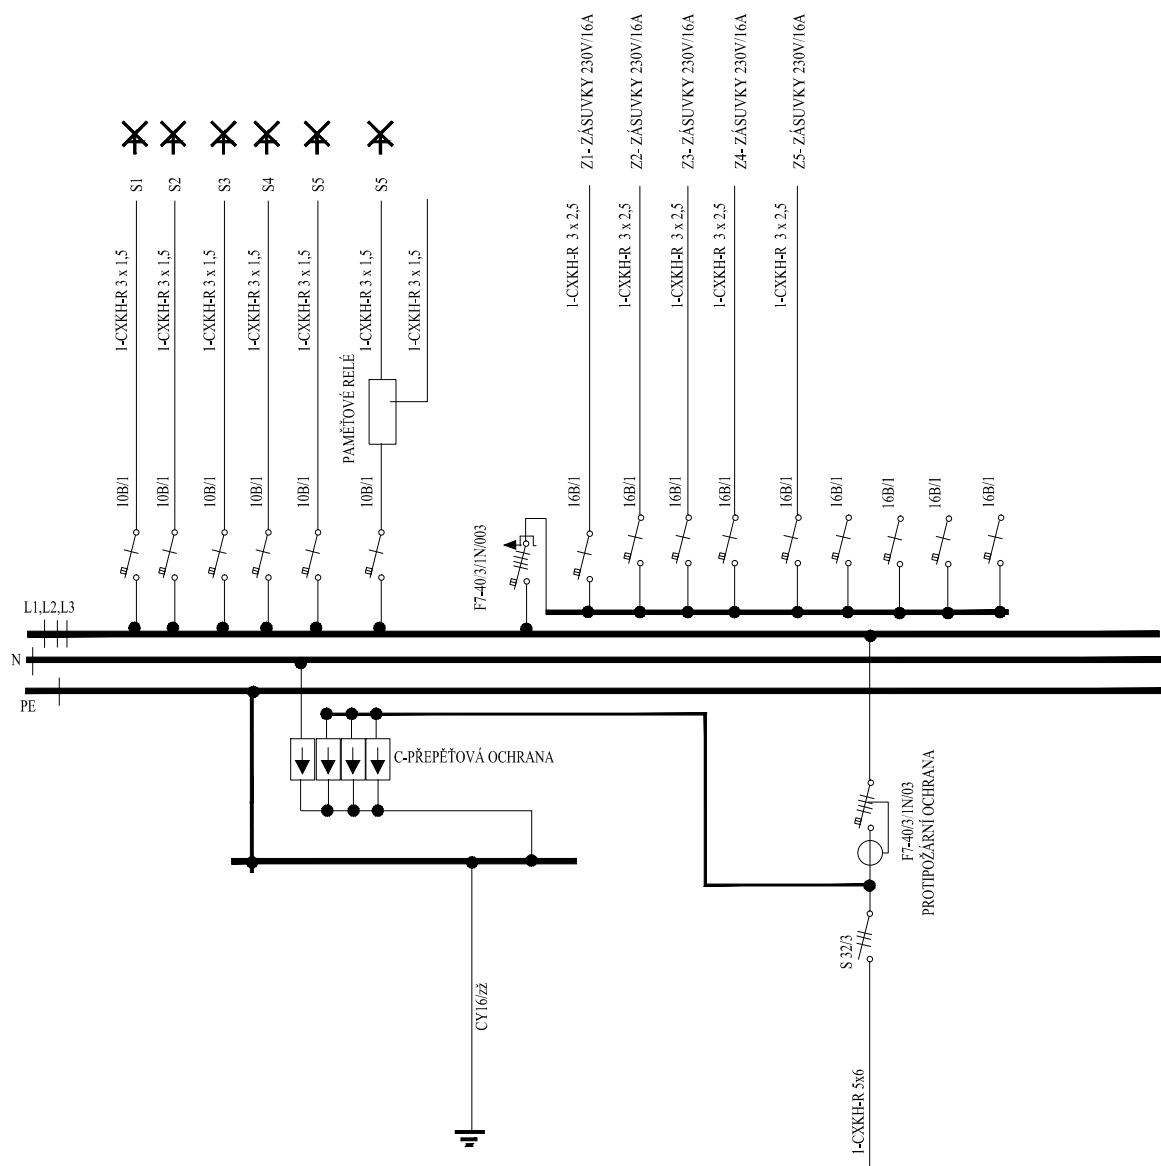 S1
S2
S3
S4
S5
S5
Z1- ZÁSUVKY 230V/16A
Z2- ZÁSUVKY 230V/16A
Z3- ZÁSUVKY 230V/16A
Z4- ZÁSUVKY 230V/16A
Z5- ZÁSUVKY 230V/16A
1-CXKH-R 3 x 1,5
1-CXKH-R 3 x 1,5
1-CXKH-R 3 x 1,5
1-CXKH-R 3 x 1,5
1-CXKH-R 3 x 1,5
1-CXKH-R 3 x 1,5
1-CXKH-R 3 x 1,5
1-CXKH-R 3 x 2,5
1-CXKH-R 3 x 2,5
1-CXKH-R 3 x 2,5
1-CXKH-R 3 x 2,5
1-CXKH-R 3 x 2,5
PAMĚŤOVÉ RELÉ
10B/1
10B/1
10B/1
10B/1
10B/1
10B/1
F7-40/3/1N/003
16B/1
16B/1
16B/1
16B/1
16B/1
16B/1
16B/1
16B/1
16B/1
L1,L2,L3
N
PE
C-PŘEPĚŤOVÁ OCHRANA
F7-40/3/1N/03
PROTIPOŽÁRNÍ OCHRANA
S 32/3
CY16/zž
1-CXKH-R 5x6